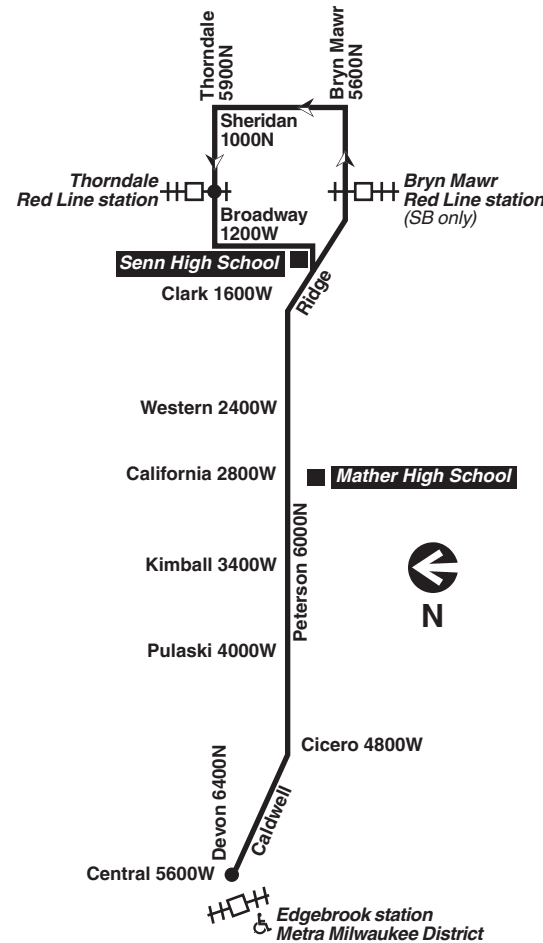 Thorndale
5900N
Bryn Mawr
5600N
Sheridan
1000N
Thorndale
Red Line station
Bryn Mawr
Red Line station
(SB only)
Broadway
1200W
Senn High School
Clark 1600W
Ridge
Western 2400W
California 2800W
Mather High School
Peterson 6000N
Kimball 3400W
N
Pulaski 4000W
Cicero 4800W
Devon 6400N
Caldwell
Central 5600W
Edgebrook station
Metra Milwaukee District